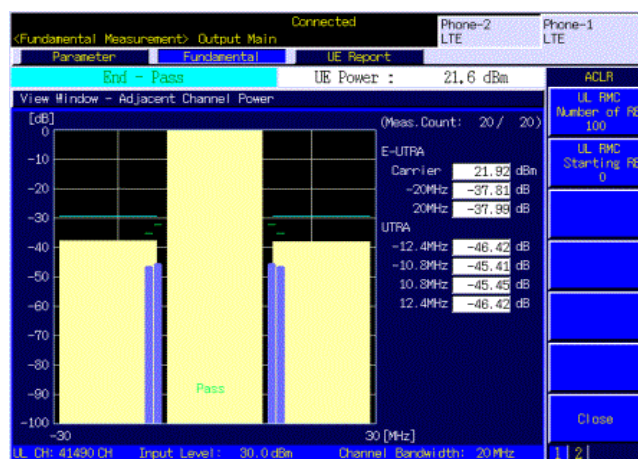 Connected
<Fundamental Measurement> Output Main
Phone-2
LTE
Phone-1
LTE
Parameter
Fundamental
UE Report
End - Pass
UE Power : 21.6 dBm
ACLR
View Window - Adjacent Channel Power
UL RMC
Number of RB
100
UL RMC
Starting RB
0
[dB]
(Meas.Count: 20/ 20)
0
-10
-20
-30
-40
-50
-60
-70
-80
-90
-100
E-UTRA
Carrier 21.92 dBm
-20MHz -37.81 dB
20MHz -37.99 dB
UTRA
-12.4MHz -46.42 dB
-10.8MHz -45.41 dB
10.8MHz -45.45 dB
12.4MHz -46.42 dB
Pass
-30
30 [MHz]
Close
UL CH: 41490 CH Input Level: 30.0 dBm Channel Bandwidth: 20 MHz
1 2